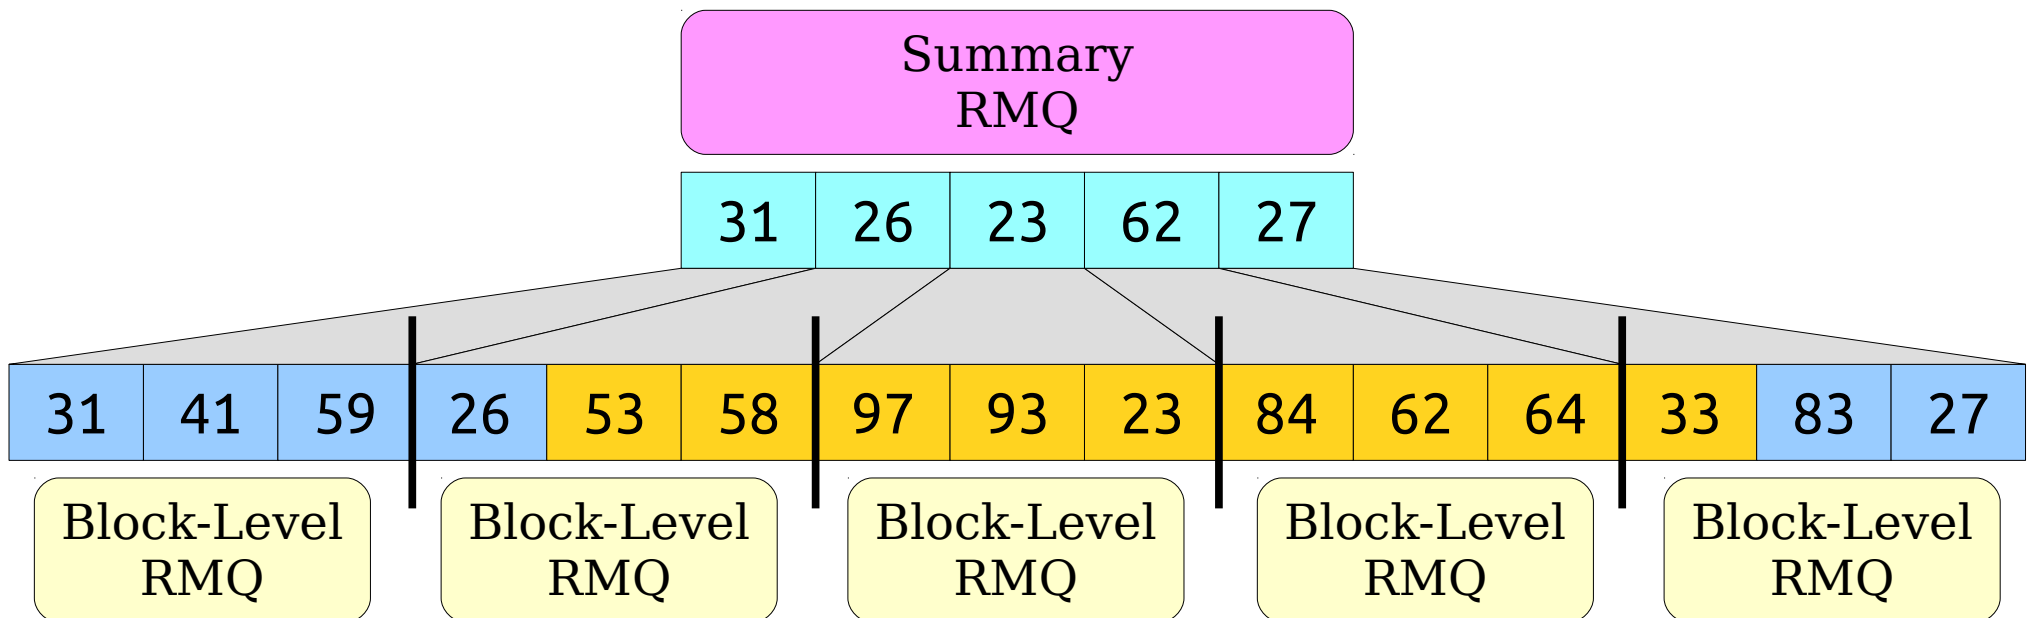 Summary
RMQ
31 26 23 62 27
31 41 59 26 53 58 97 93 23 84 62 64 33 83 27
Block-Level Block-Level Block-Level Block-Level Block-Level
RMQ RMQ RMQ RMQ RMQ